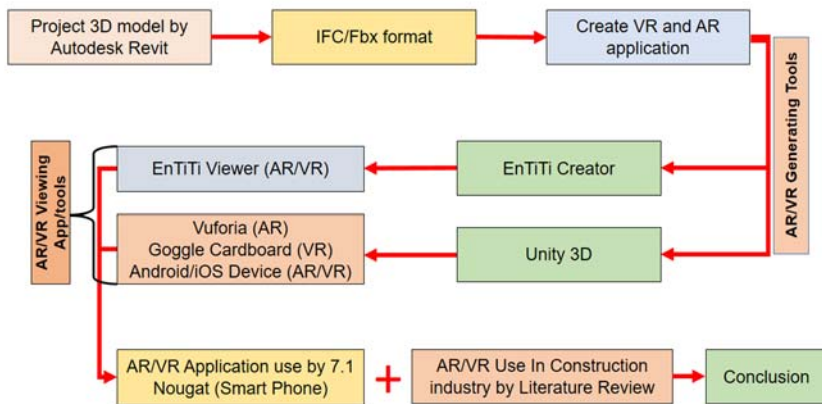 Project 3D model by
Autodesk Revit
IFC/Fbx format
Create VR and AR
application
AR/VR Generating Tools
AR/VR Viewing
App/tools
EnTiTi Viewer (AR/VR)
EnTiTi Creator
Vuforia (AR)
Goggle Cardboard (VR)
Android/iOS Device (AR/VR)
Unity 3D
AR/VR Application use by 7.1
Nougat (Smart Phone)
+
AR/VR Use In Construction
industry by Literature Review
Conclusion